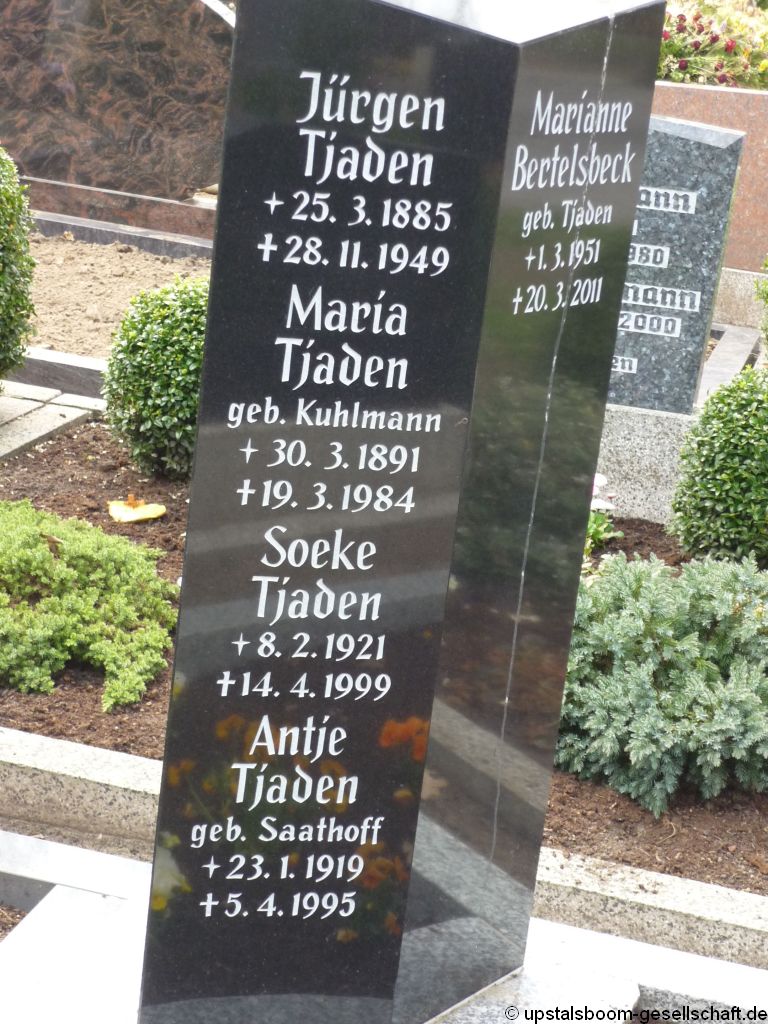 Jürgen
Tjaden
+ 25. 3. 1885
† 28. 11. 1949
Maria
Tjaden
geb. Kuhlmann
+ 30. 3. 1891
† 19. 3. 1984
Soeke
Tjaden
+ 8. 2. 1921
† 14. 4. 1999
Antje
Tjaden
geb. Saathoff
+ 23. 1. 1919
† 5. 4. 1995
Marianne
Bertelsbeck
geb. Tjaden
+ 1. 3. 1951
† 20. 3. 2011
2000
© upstalsboom-gesellschaft.de